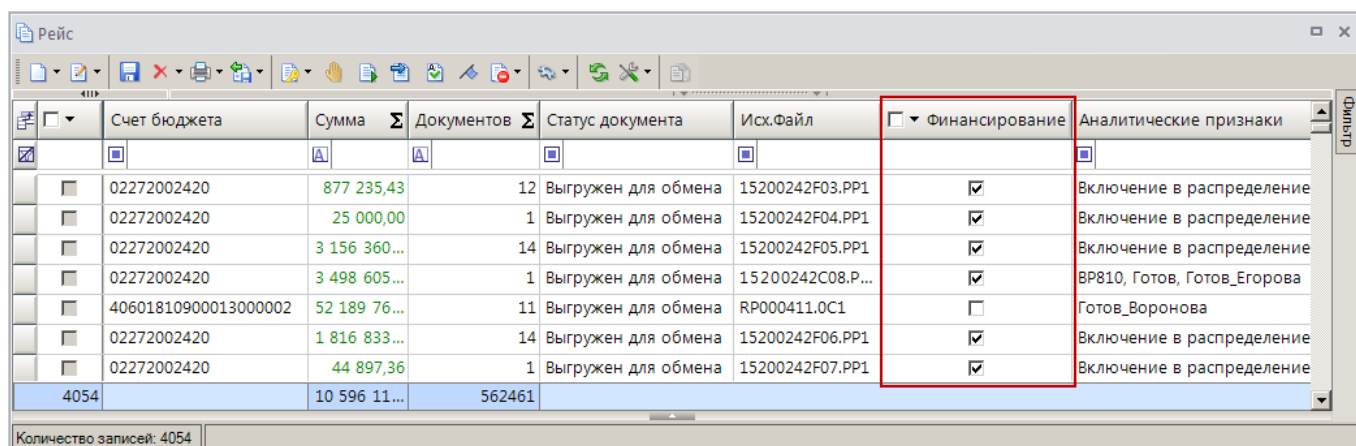 Рейс
Счет бюджета Сумма Σ Документов Σ Статус документа Исх.Файл Финансирование Аналитические признаки
Фильтр
02272002420 877 235,43 12 Выгружен для обмена 15200242F03.PP1 Включение в распределение
02272002420 25 000,00 1 Выгружен для обмена 15200242F04.PP1 Включение в распределение
02272002420 3 156 360... 14 Выгружен для обмена 15200242F05.PP1 Включение в распределение
02272002420 3 498 605... 1 Выгружен для обмена 15200242C08.P... ВР810, Готов, Готов_Егорова
40601810900013000002 52 189 76... 11 Выгружен для обмена RP000411.0C1 Готов_Воронова
02272002420 1 816 833... 14 Выгружен для обмена 15200242F06.PP1 Включение в распределение
02272002420 44 897,36 1 Выгружен для обмена 15200242F07.PP1 Включение в распределение
4054 10 596 11... 562461
Количество записей: 4054